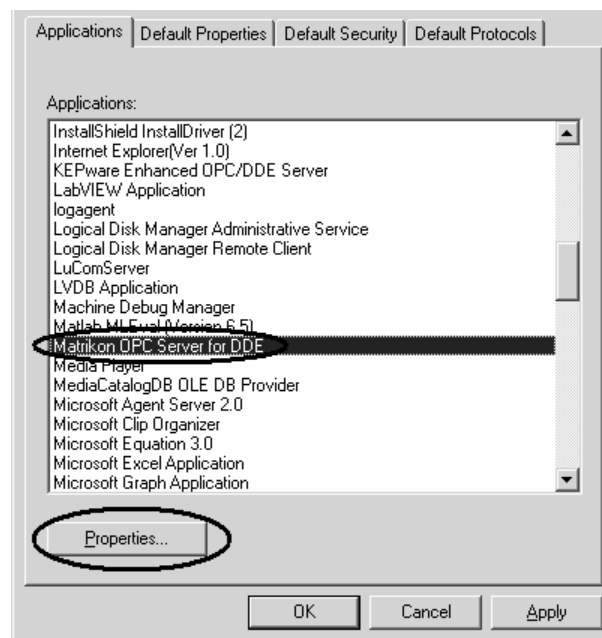 Applications Default Properties Default Security Default Protocols
Applications:
InstallShield InstallDriver (2)
Internet Explorer(Ver 1.0)
KEPware Enhanced OPC/DDE Server
LabVIEW Application
logagent
Logical Disk Manager Administrative Service
Logical Disk Manager Remote Client
LuComServer
LVDB Application
Machine Debug Manager
Matlab MLEval (Version 6.5)
Matrikon OPC Server for DDE
Media Player
MediaCatalogDB OLE DB Provider
Microsoft Agent Server 2.0
Microsoft Clip Organizer
Microsoft Equation 3.0
Microsoft Excel Application
Microsoft Graph Application
Properties...
OK Cancel Apply